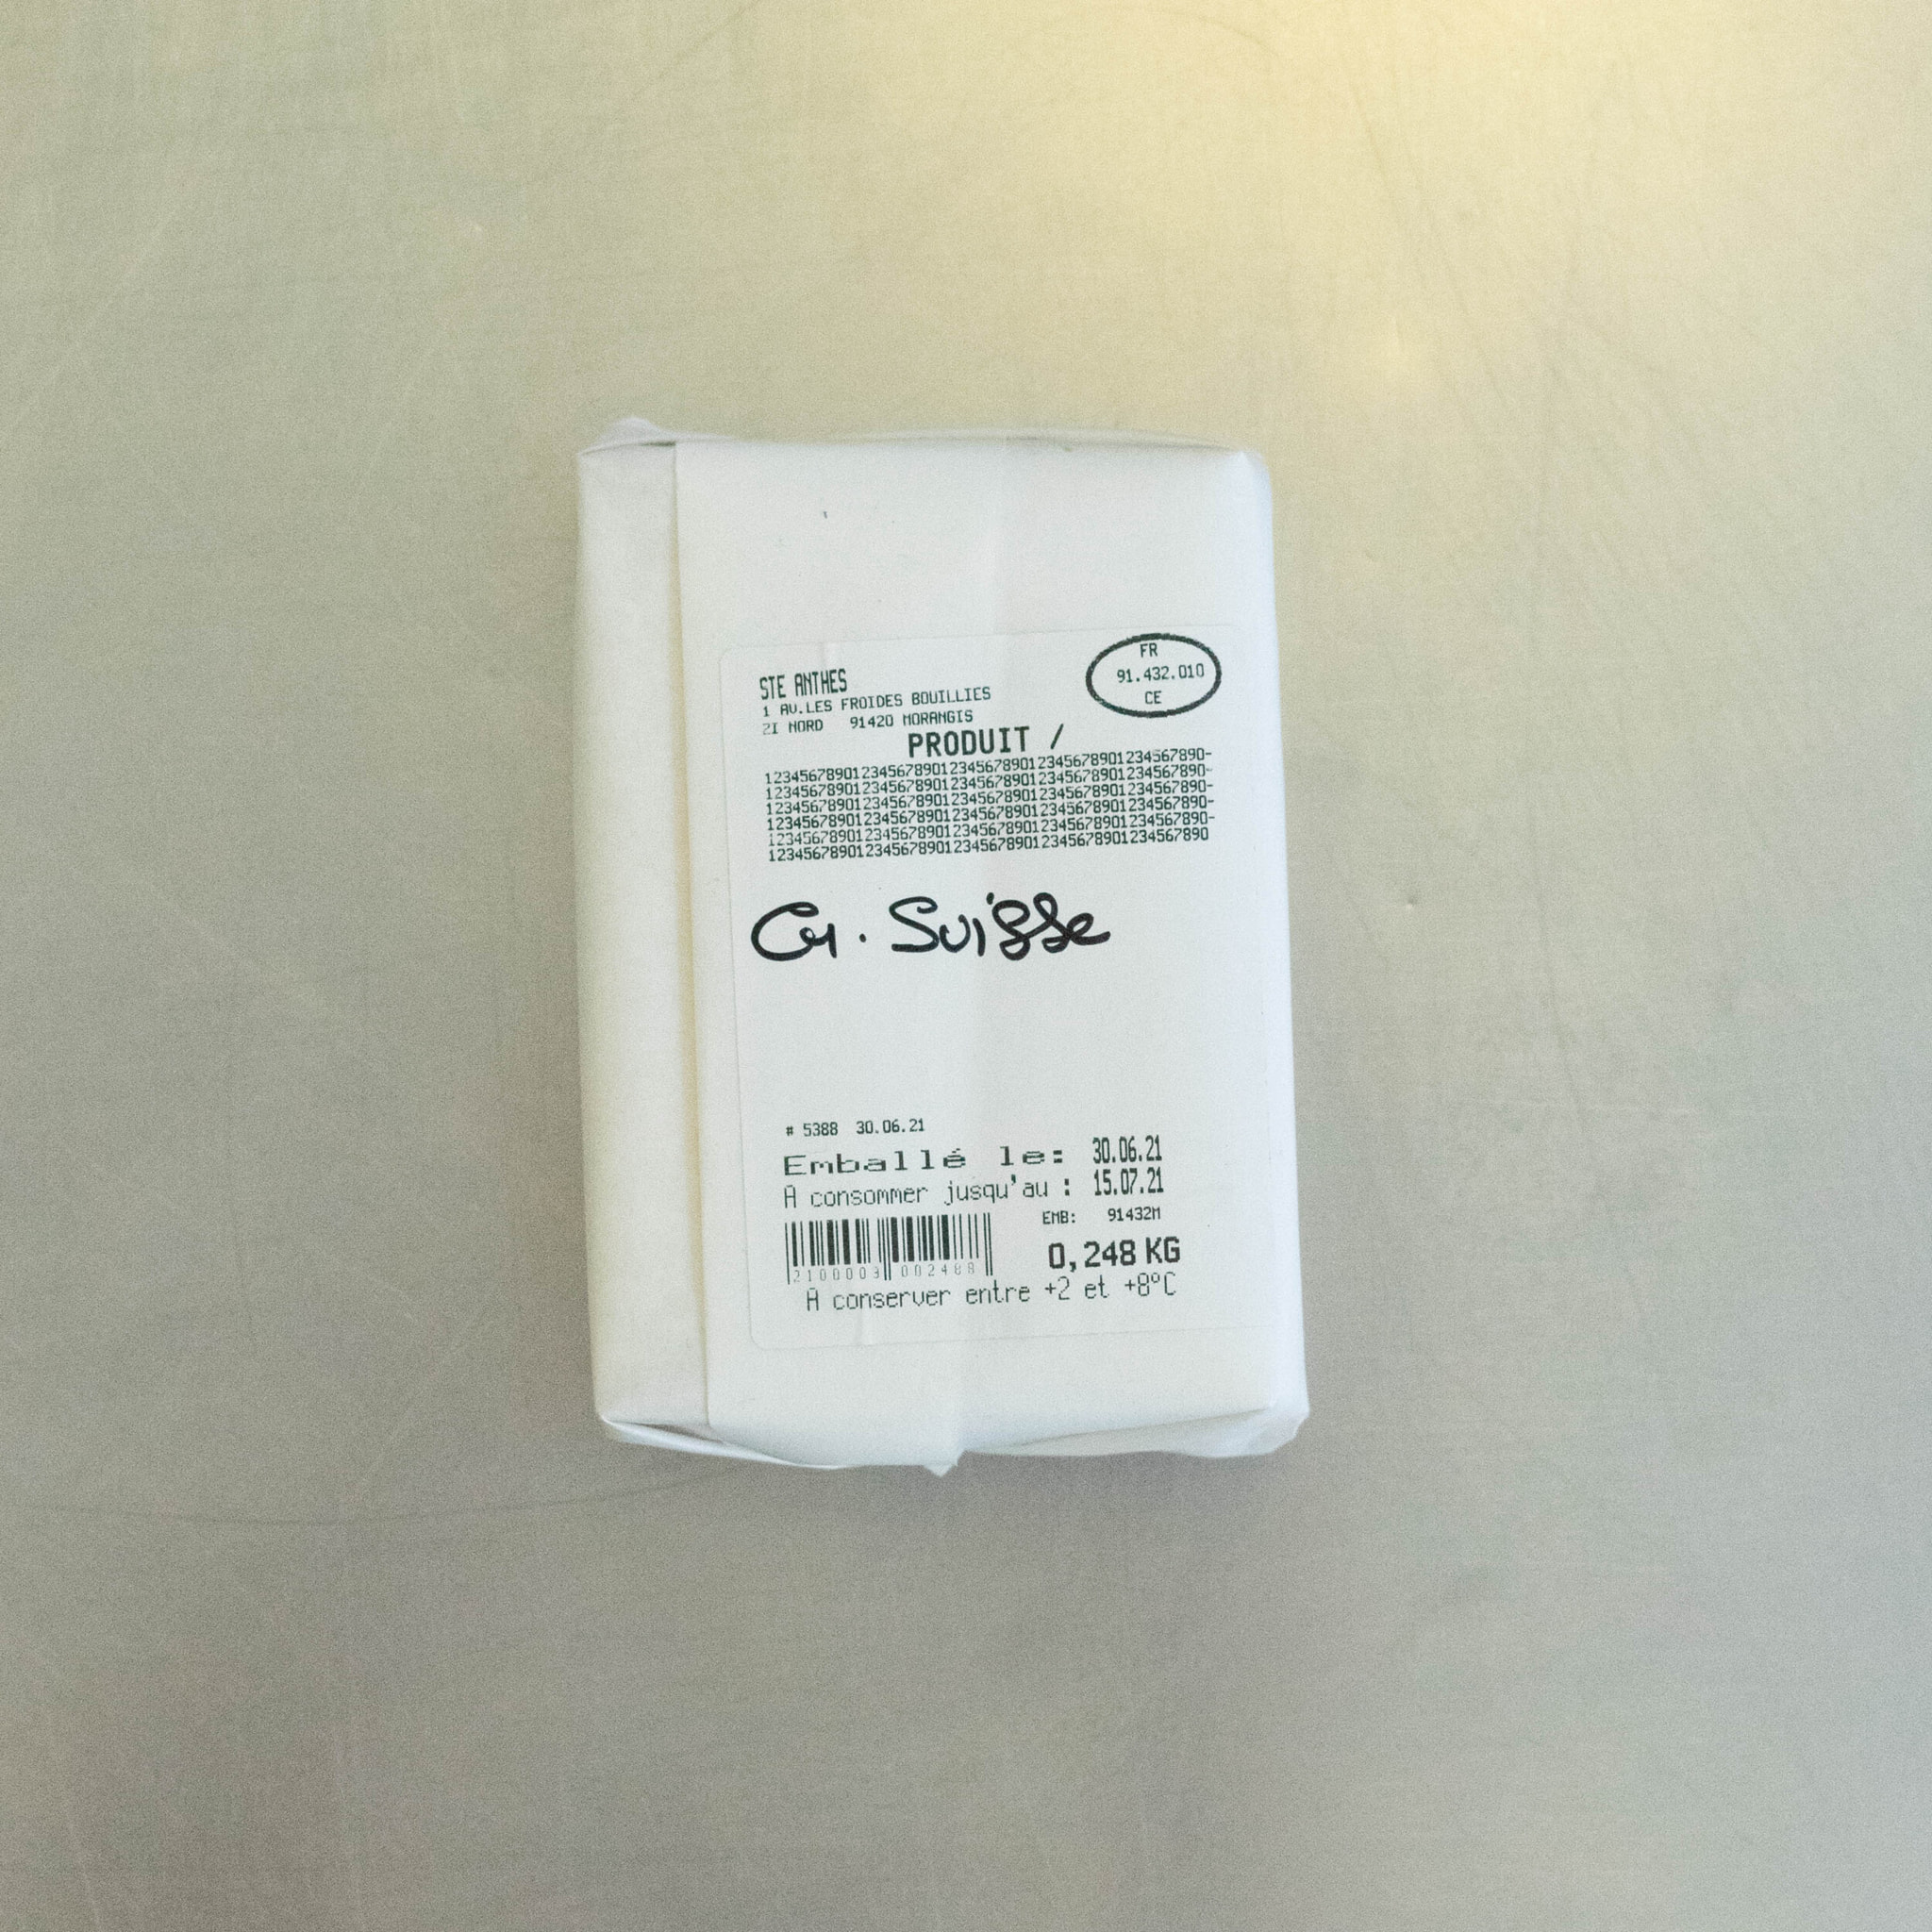 STE ANTHES
1 AV.LES FROIDES BOUILLIES
ZI NORD 91420 MORANGIS
FR
91.432.010
CE
PRODUIT /
12345678901234567890123456789012345678901234567890-
12345678901234567890123456789012345678901234567890-
12345678901234567890123456789012345678901234567890-
12345678901234567890123456789012345678901234567890-
12345678901234567890123456789012345678901234567890-
12345678901234567890123456789012345678901234567890
Gr. Suisse
# 5388 30.06.21
Emballé le: 30.06.21
A consommer jusqu'au : 15.07.21
EMB: 91432M
0,248 KG
2100003 002488
A conserver entre +2 et +8°C